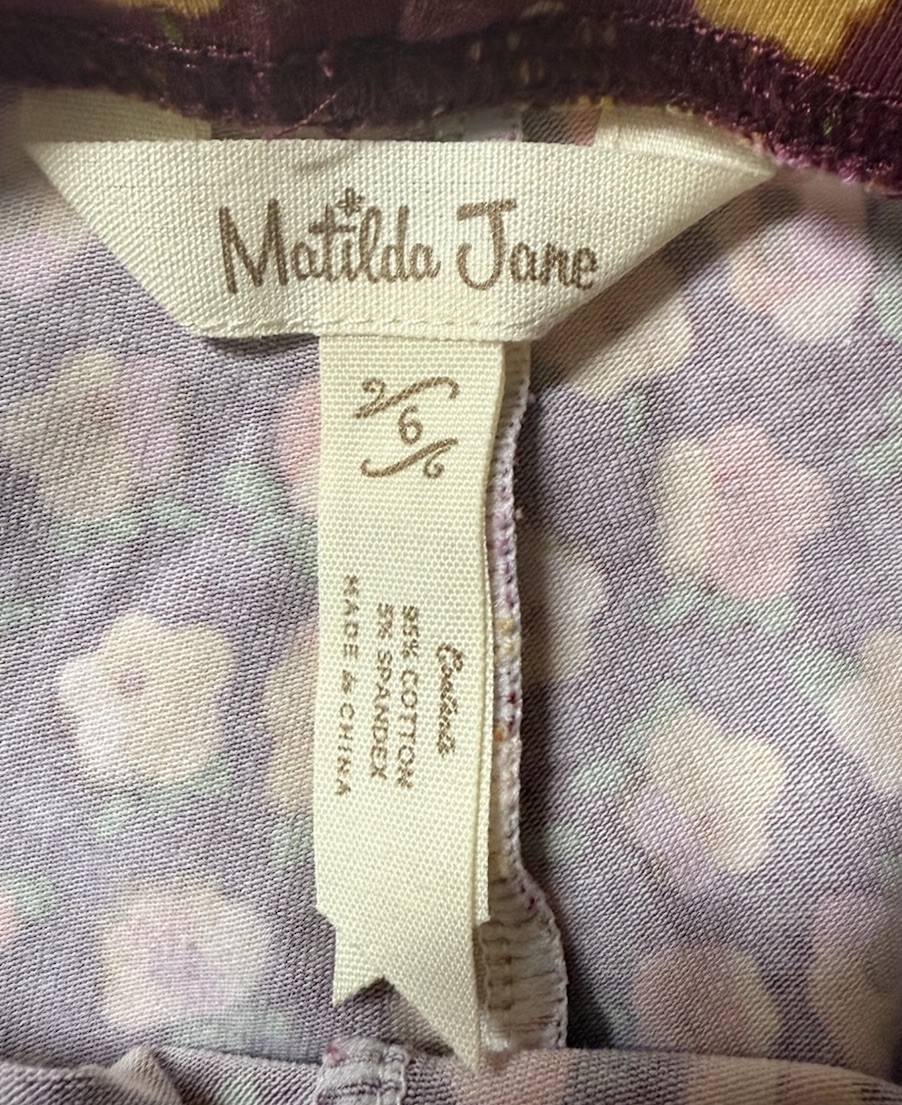 Matilda Jane
6
Contents
95% COTTON
5% SPANDEX
MADE in CHINA